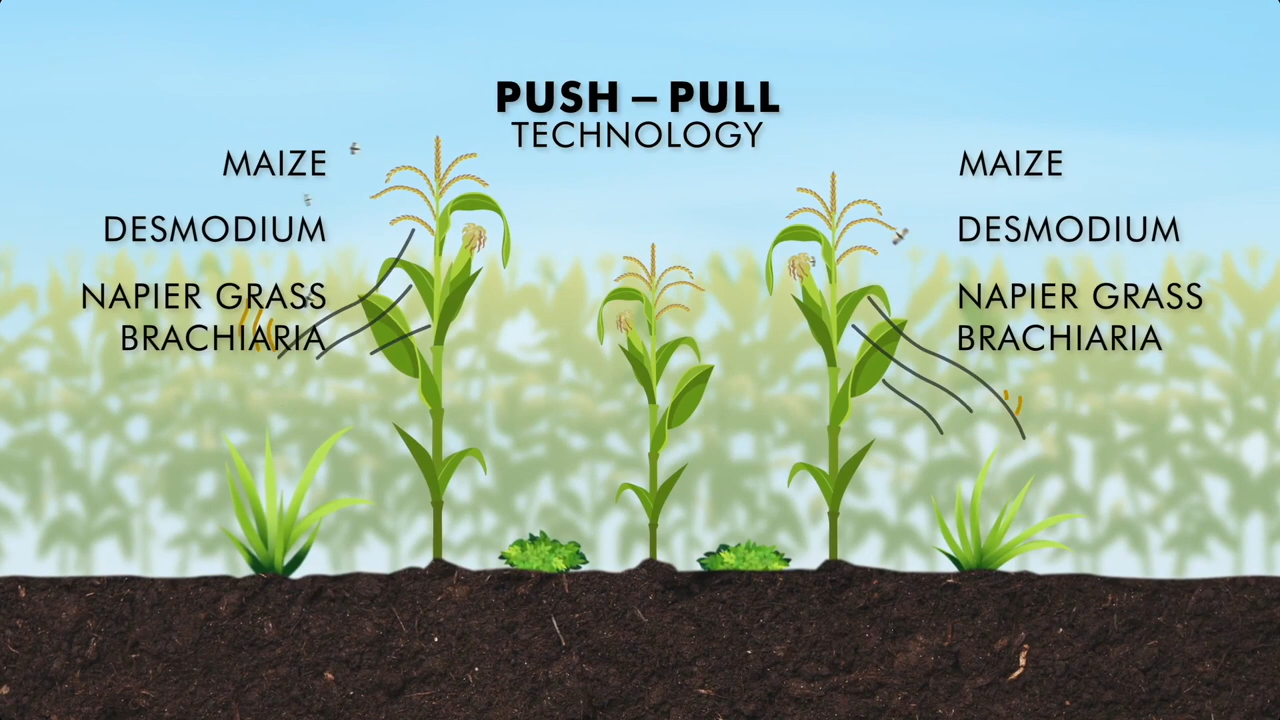 PUSH – PULL
TECHNOLOGY
MAIZE
DESMODIUM
NAPIER GRASS
BRACHIARIA
MAIZE
DESMODIUM
NAPIER GRASS
BRACHIARIA